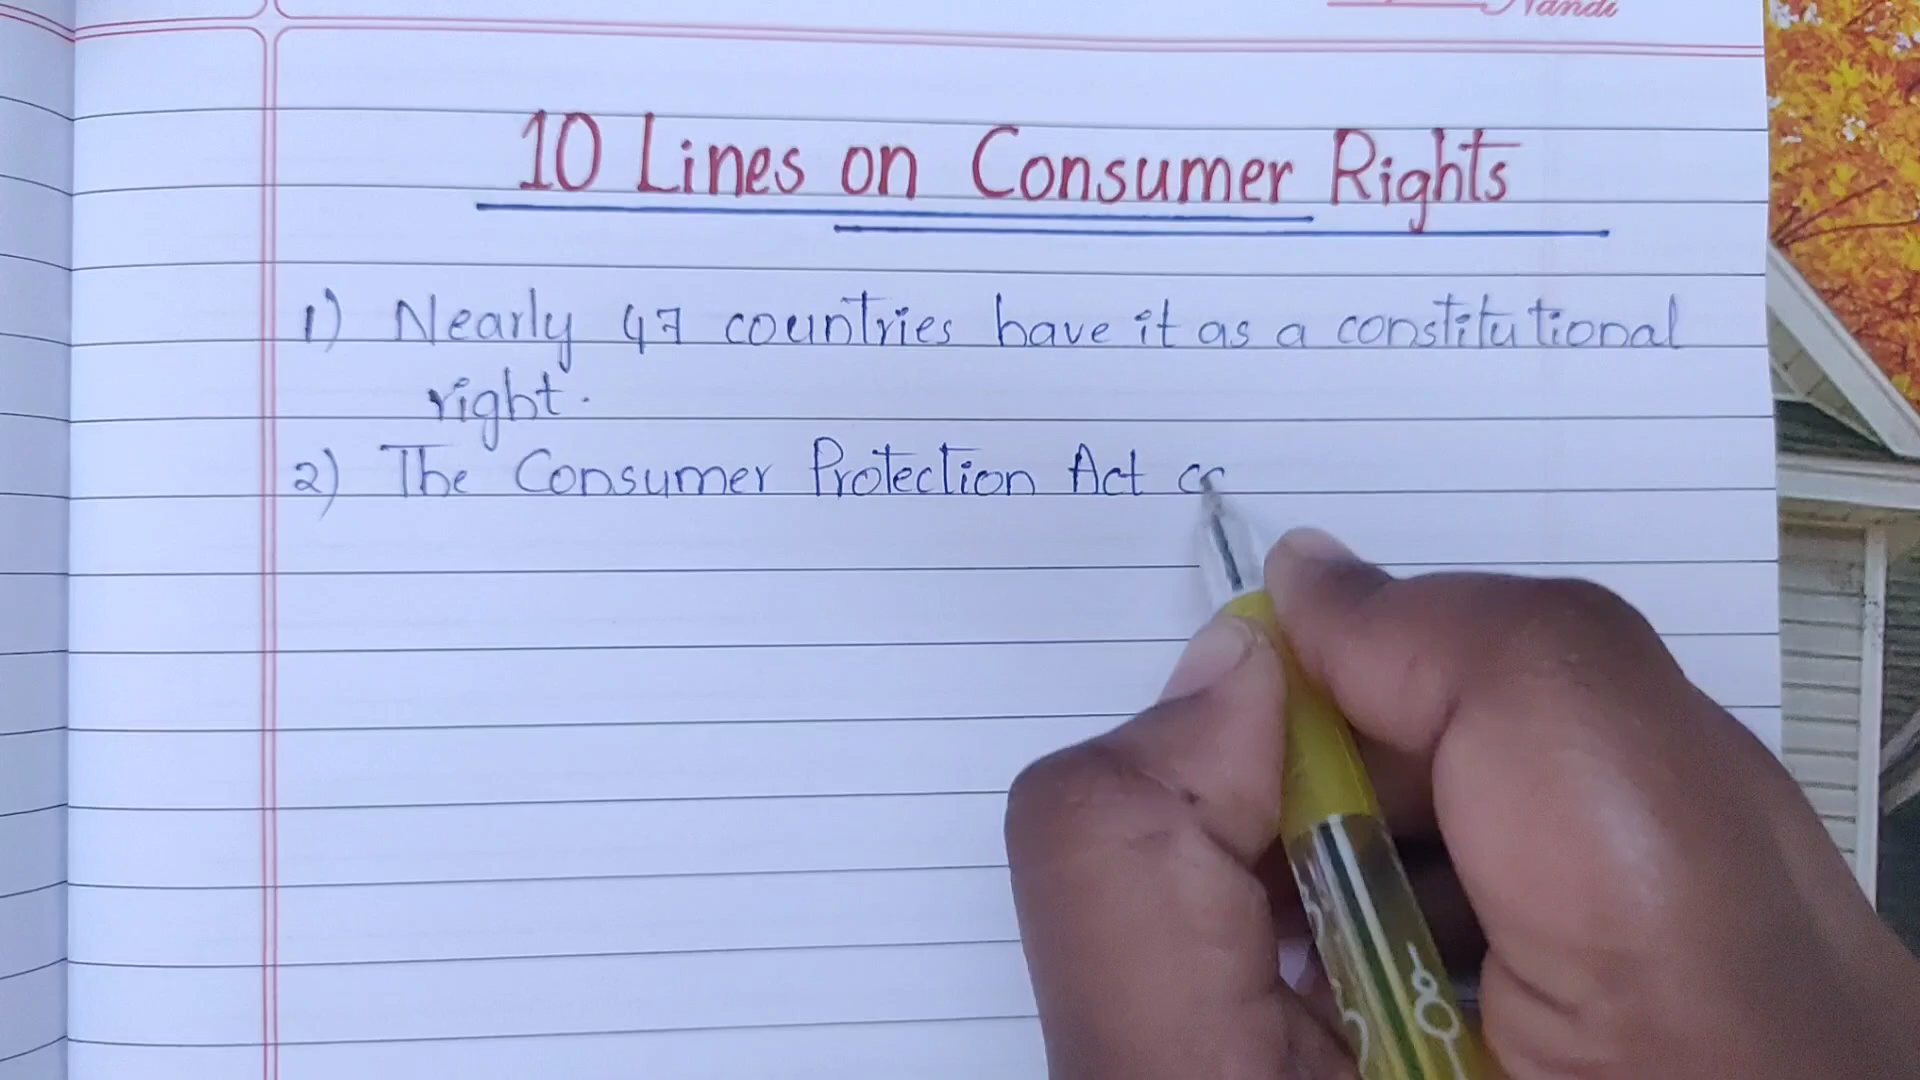 Nandi
10 Lines on Consumer Rights
1) Nearly 47 countries have it as a constitutional
right.
2) The Consumer Protection Act